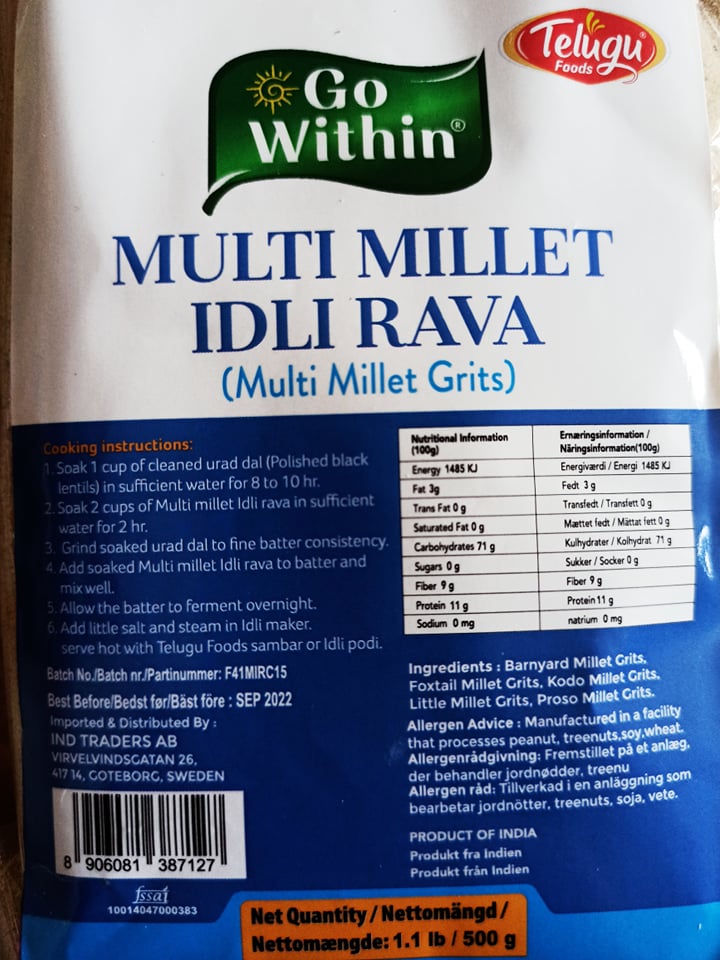 Telugu®
Foods
Go
Within®
MULTI MILLET
IDLI RAVA
(Multi Millet Grits)
Cooking instructions:
1. Soak 1 cup of cleaned urad dal (Polished black
lentils) in sufficient water for 8 to 10 hr.
2. Soak 2 cups of Multi millet Idli rava in sufficient
water for 2 hr.
3. Grind soaked urad dal to fine batter consistency.
4. Add soaked Multi millet Idli rava to batter and
mix well.
5. Allow the batter to ferment overnight.
6. Add little salt and steam in Idli maker.
serve hot with Telugu Foods sambar or Idli podi.
Batch No./Batch nr./Partinummer: F41MIRC15
Best Before/Bedst før/Bäst före : SEP 2022
Imported & Distributed By :
IND TRADERS AB
VIRVELVINDSGATAN 26,
417 14, GOTEBORG, SWEDEN
8 906081 387127
fssai
10014047000383
Nutritional Information
(100g)
Energy 1485 KJ
Fat 3g
Trans Fat 0 g
Saturated Fat 0 g
Carbohydrates 71 g
Sugars 0 g
Fiber 9 g
Protein 11 g
Sodium 0 mg
Ernæringsinformation /
Näringsinformation(100g)
Energiværdi / Energi 1485 KJ
Fedt 3 g
Transfedt / Transfett 0 g
Mættet fedt / Mättat fett 0 g
Kulhydrater / Kolhydrat 71 g
Sukker / Socker 0 g
Fiber 9 g
Protein 11 g
natrium 0 mg
Ingredients : Barnyard Millet Grits,
Foxtail Millet Grits, Kodo Millet Grits,
Little Millet Grits, Proso Millet Grits.
Allergen Advice : Manufactured in a facility
that processes peanut, treenuts,soy,wheat.
Allergenrådgivning: Fremstillet på et anlæg,
der behandler jordnødder, treenu
Allergen råd: Tillverkad i en anläggning som
bearbetar jordnötter, treenuts, soja, vete.
PRODUCT OF INDIA
Produkt fra Indien
Produkt från Indien
Net Quantity / Nettomängd /
Nettomængde: 1.1 lb / 500 g